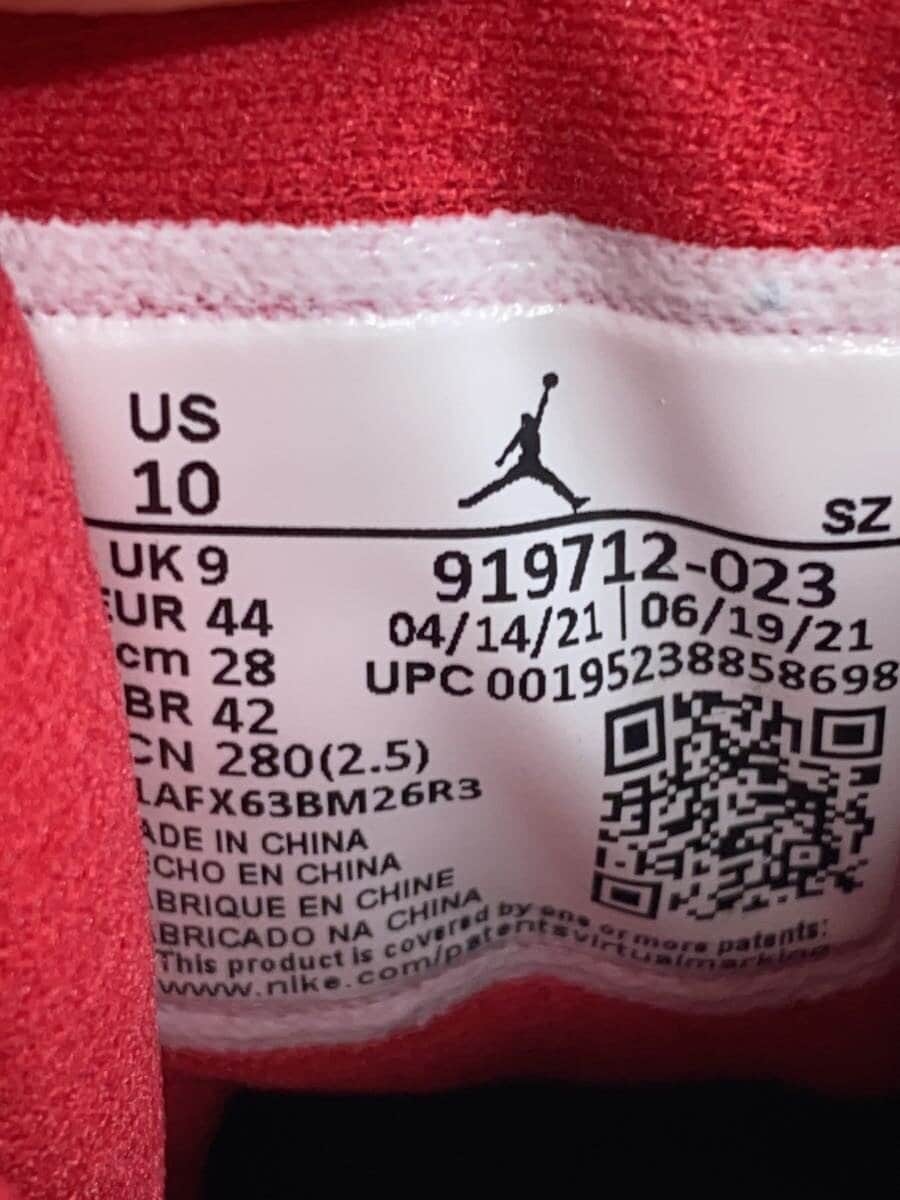 US
10
SZ
UK 9
919712-023
EUR 44
04/14/21 | 06/19/21
cm 28
UPC 00195238858698
BR 42
CN 280(2.5)
LAFX63BM26R3
ADE IN CHINA
CHO EN CHINA
ABRIQUE EN CHINE
ABRICADO NA CHINA
This product is covered by one or more patents:
www.nike.com/patentsvirtualmarking